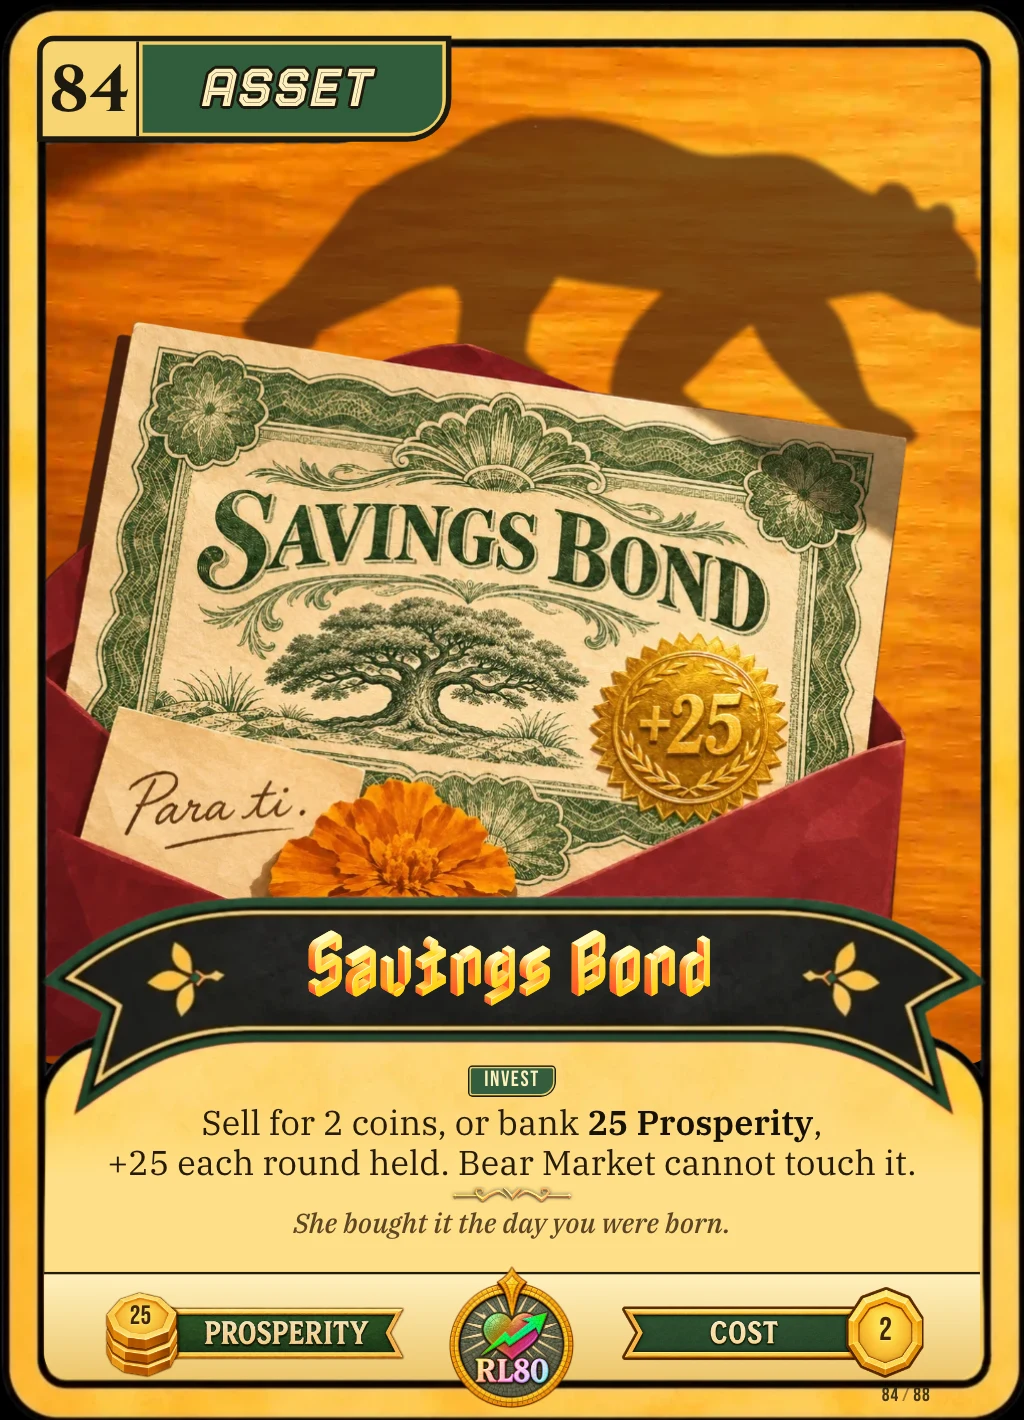 84 ASSET
SAVINGS BOND
+25
Para ti.
Savings Bond
INVEST
Sell for 2 coins, or bank 25 Prosperity,
+25 each round held. Bear Market cannot touch it.
She bought it the day you were born.
25 PROSPERITY
RL80
COST 2
84 / 88